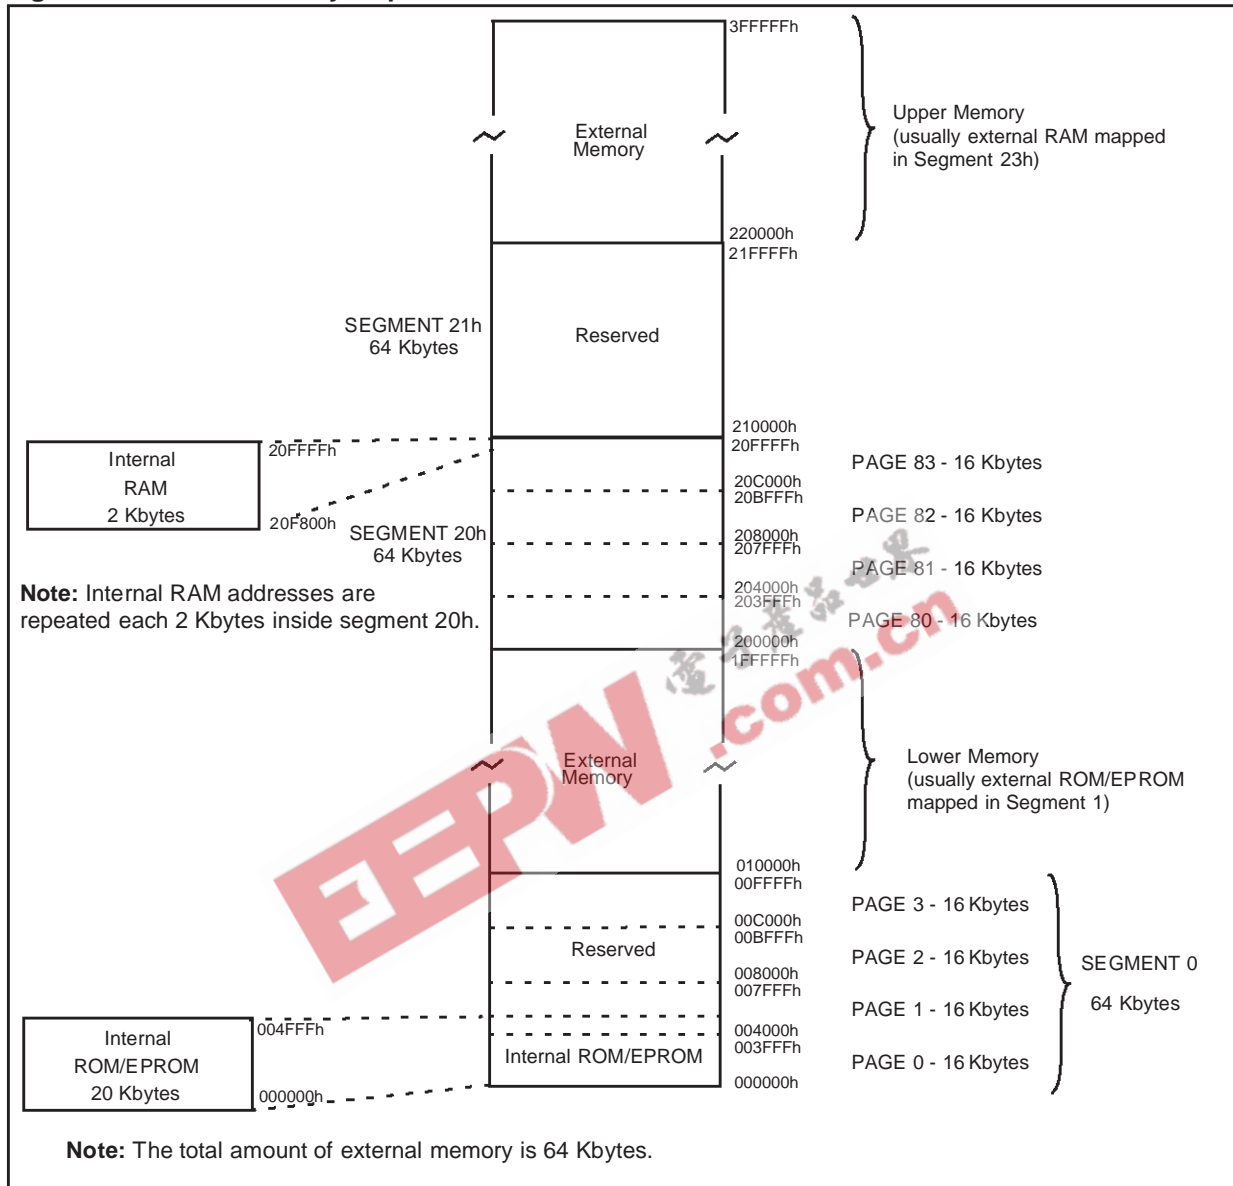 3FFFFFh
External
Memory
Upper Memory
(usually external RAM mapped
in Segment 23h)
220000h
21FFFFh
SEGMENT 21h
64 Kbytes
Reserved
210000h
20FFFFh
Internal
RAM
2 Kbytes
20FFFFh
20F800h
PAGE 83 - 16 Kbytes
20C000h
20BFFFh
PAGE 82 - 16 Kbytes
SEGMENT 20h
64 Kbytes
208000h
207FFFh
PAGE 81 - 16 Kbytes
204000h
203FFFh
PAGE 80 - 16 Kbytes
Note: Internal RAM addresses are
repeated each 2 Kbytes inside segment 20h.
200000h
1FFFFFh
電子產品世界
EEPW
.com.cn
External
Memory
Lower Memory
(usually external ROM/EPROM
mapped in Segment 1)
010000h
00FFFFh
PAGE 3 - 16 Kbytes
00C000h
00BFFFh
Reserved
PAGE 2 - 16 Kbytes
SEGMENT 0
64 Kbytes
008000h
007FFFh
PAGE 1 - 16 Kbytes
004000h
003FFFh
Internal ROM/EPROM
PAGE 0 - 16 Kbytes
000000h
Internal
ROM/EPROM
20 Kbytes
004FFFh
000000h
Note: The total amount of external memory is 64 Kbytes.